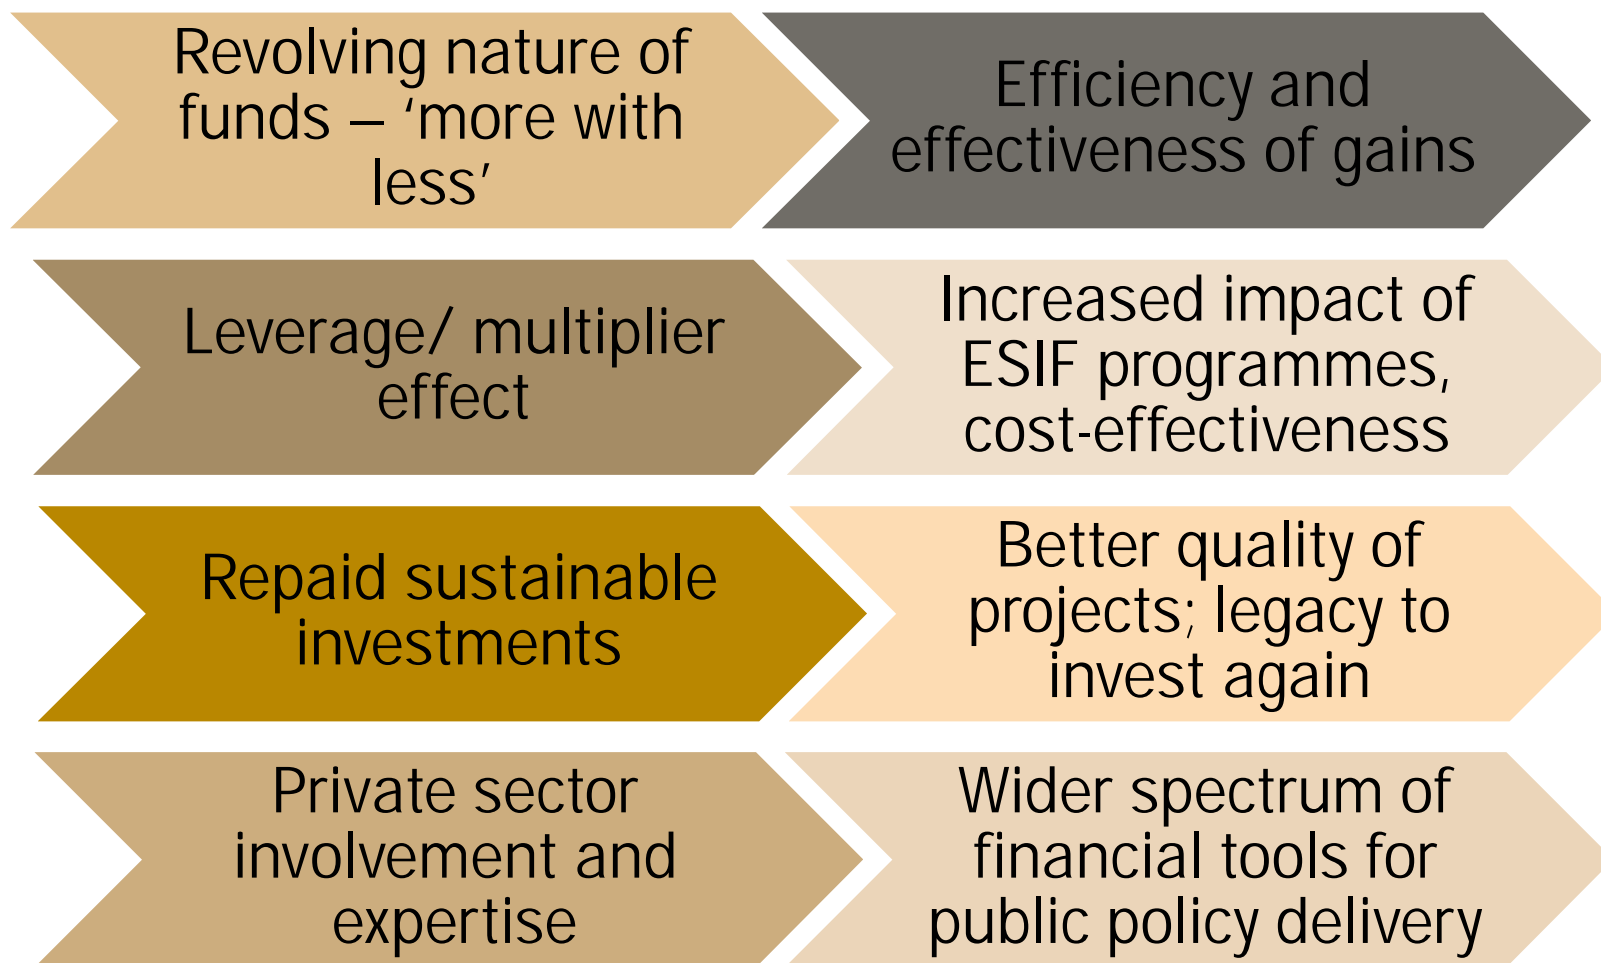 Revolving nature of
funds – ‘more with
less’
Efficiency and
effectiveness of gains
Leverage/ multiplier
effect
Increased impact of
ESIF programmes,
cost-effectiveness
Repaid sustainable
investments
Better quality of
projects; legacy to
invest again
Private sector
involvement and
expertise
Wider spectrum of
financial tools for
public policy delivery